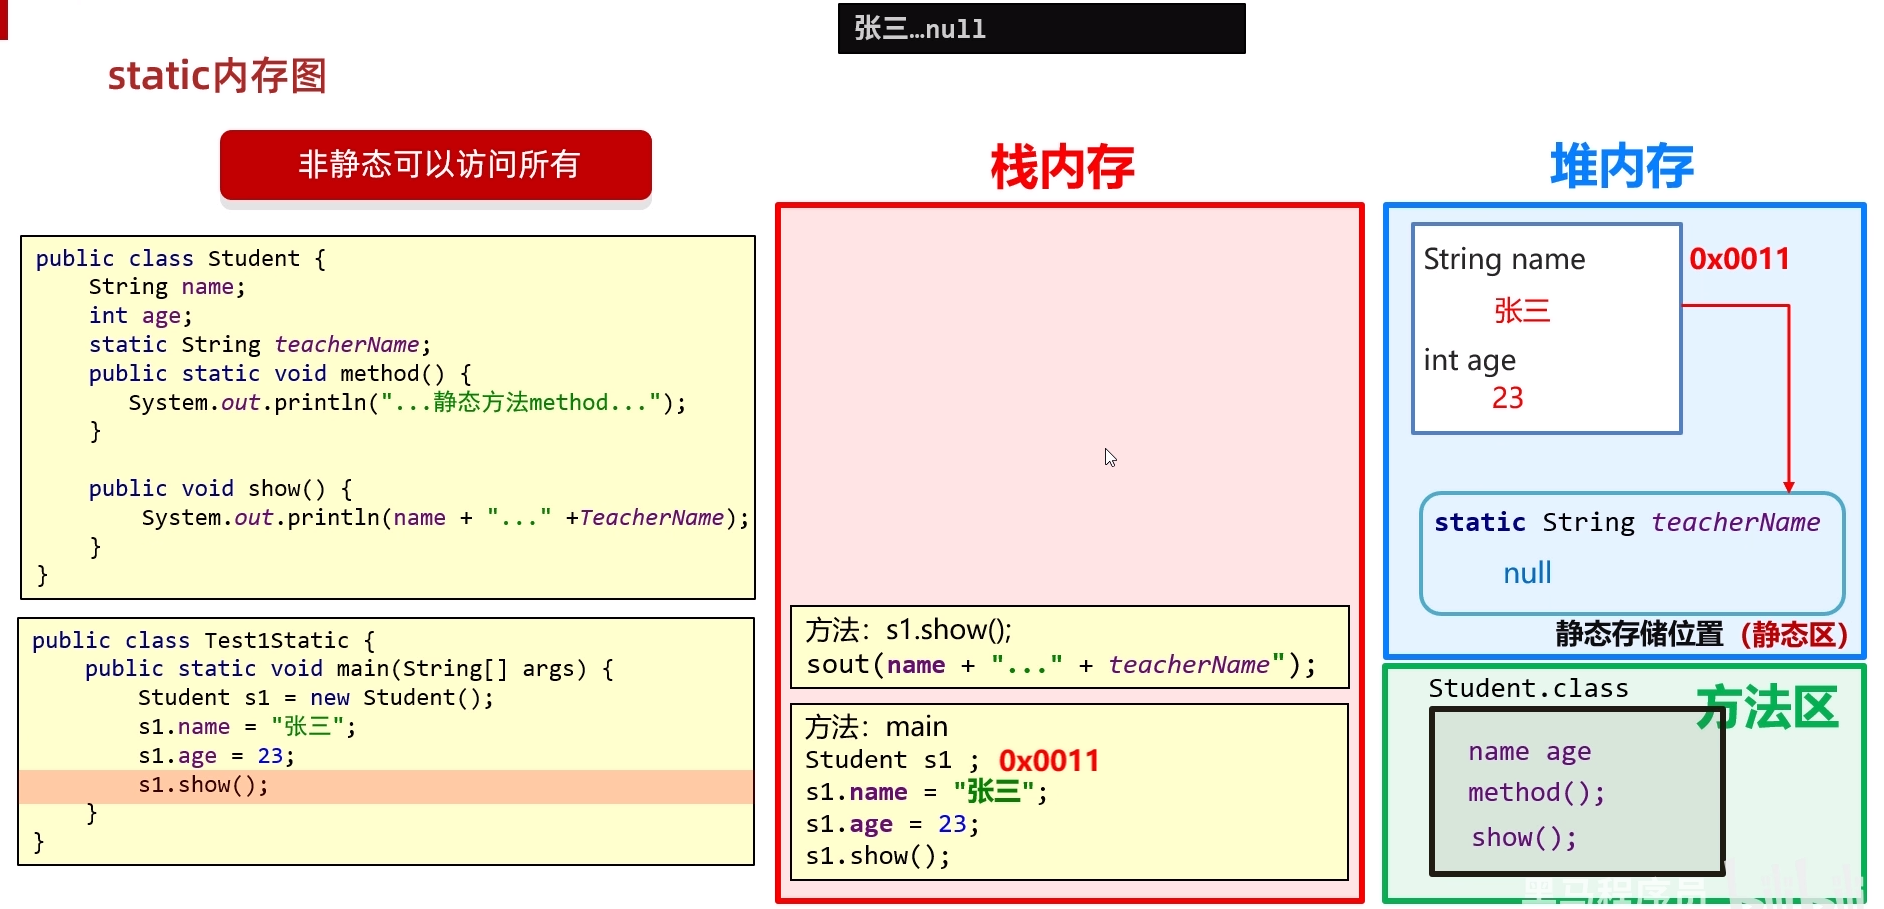 张三…null
static内存图
非静态可以访问所有
public class Student {
String name;
int age;
static String teacherName;
public static void method() {
System.out.println("...静态方法method...");
}
public void show() {
System.out.println(name + "..." +TeacherName);
}
}
public class Test1Static {
public static void main(String[] args) {
Student s1 = new Student();
s1.name = "张三";
s1.age = 23;
s1.show();
}
}
栈内存
方法：s1.show();
sout(name + "..." + teacherName");
方法：main
Student s1 ; 0x0011
s1.name = "张三";
s1.age = 23;
s1.show();
堆内存
String name
张三
int age
23
0x0011
static String teacherName
null
静态存储位置（静态区）
Student.class
方法区
name age
method();
show();
黑马程序员